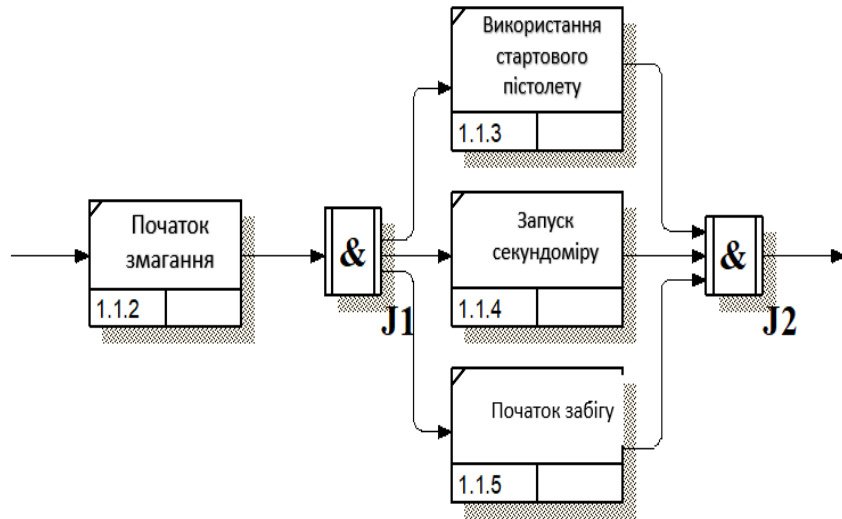 Використання
стартового
пістолету
1.1.3
Початок
змагання
1.1.2
&
J1
Запуск
секундоміру
1.1.4
&
J2
Початок забігу
1.1.5